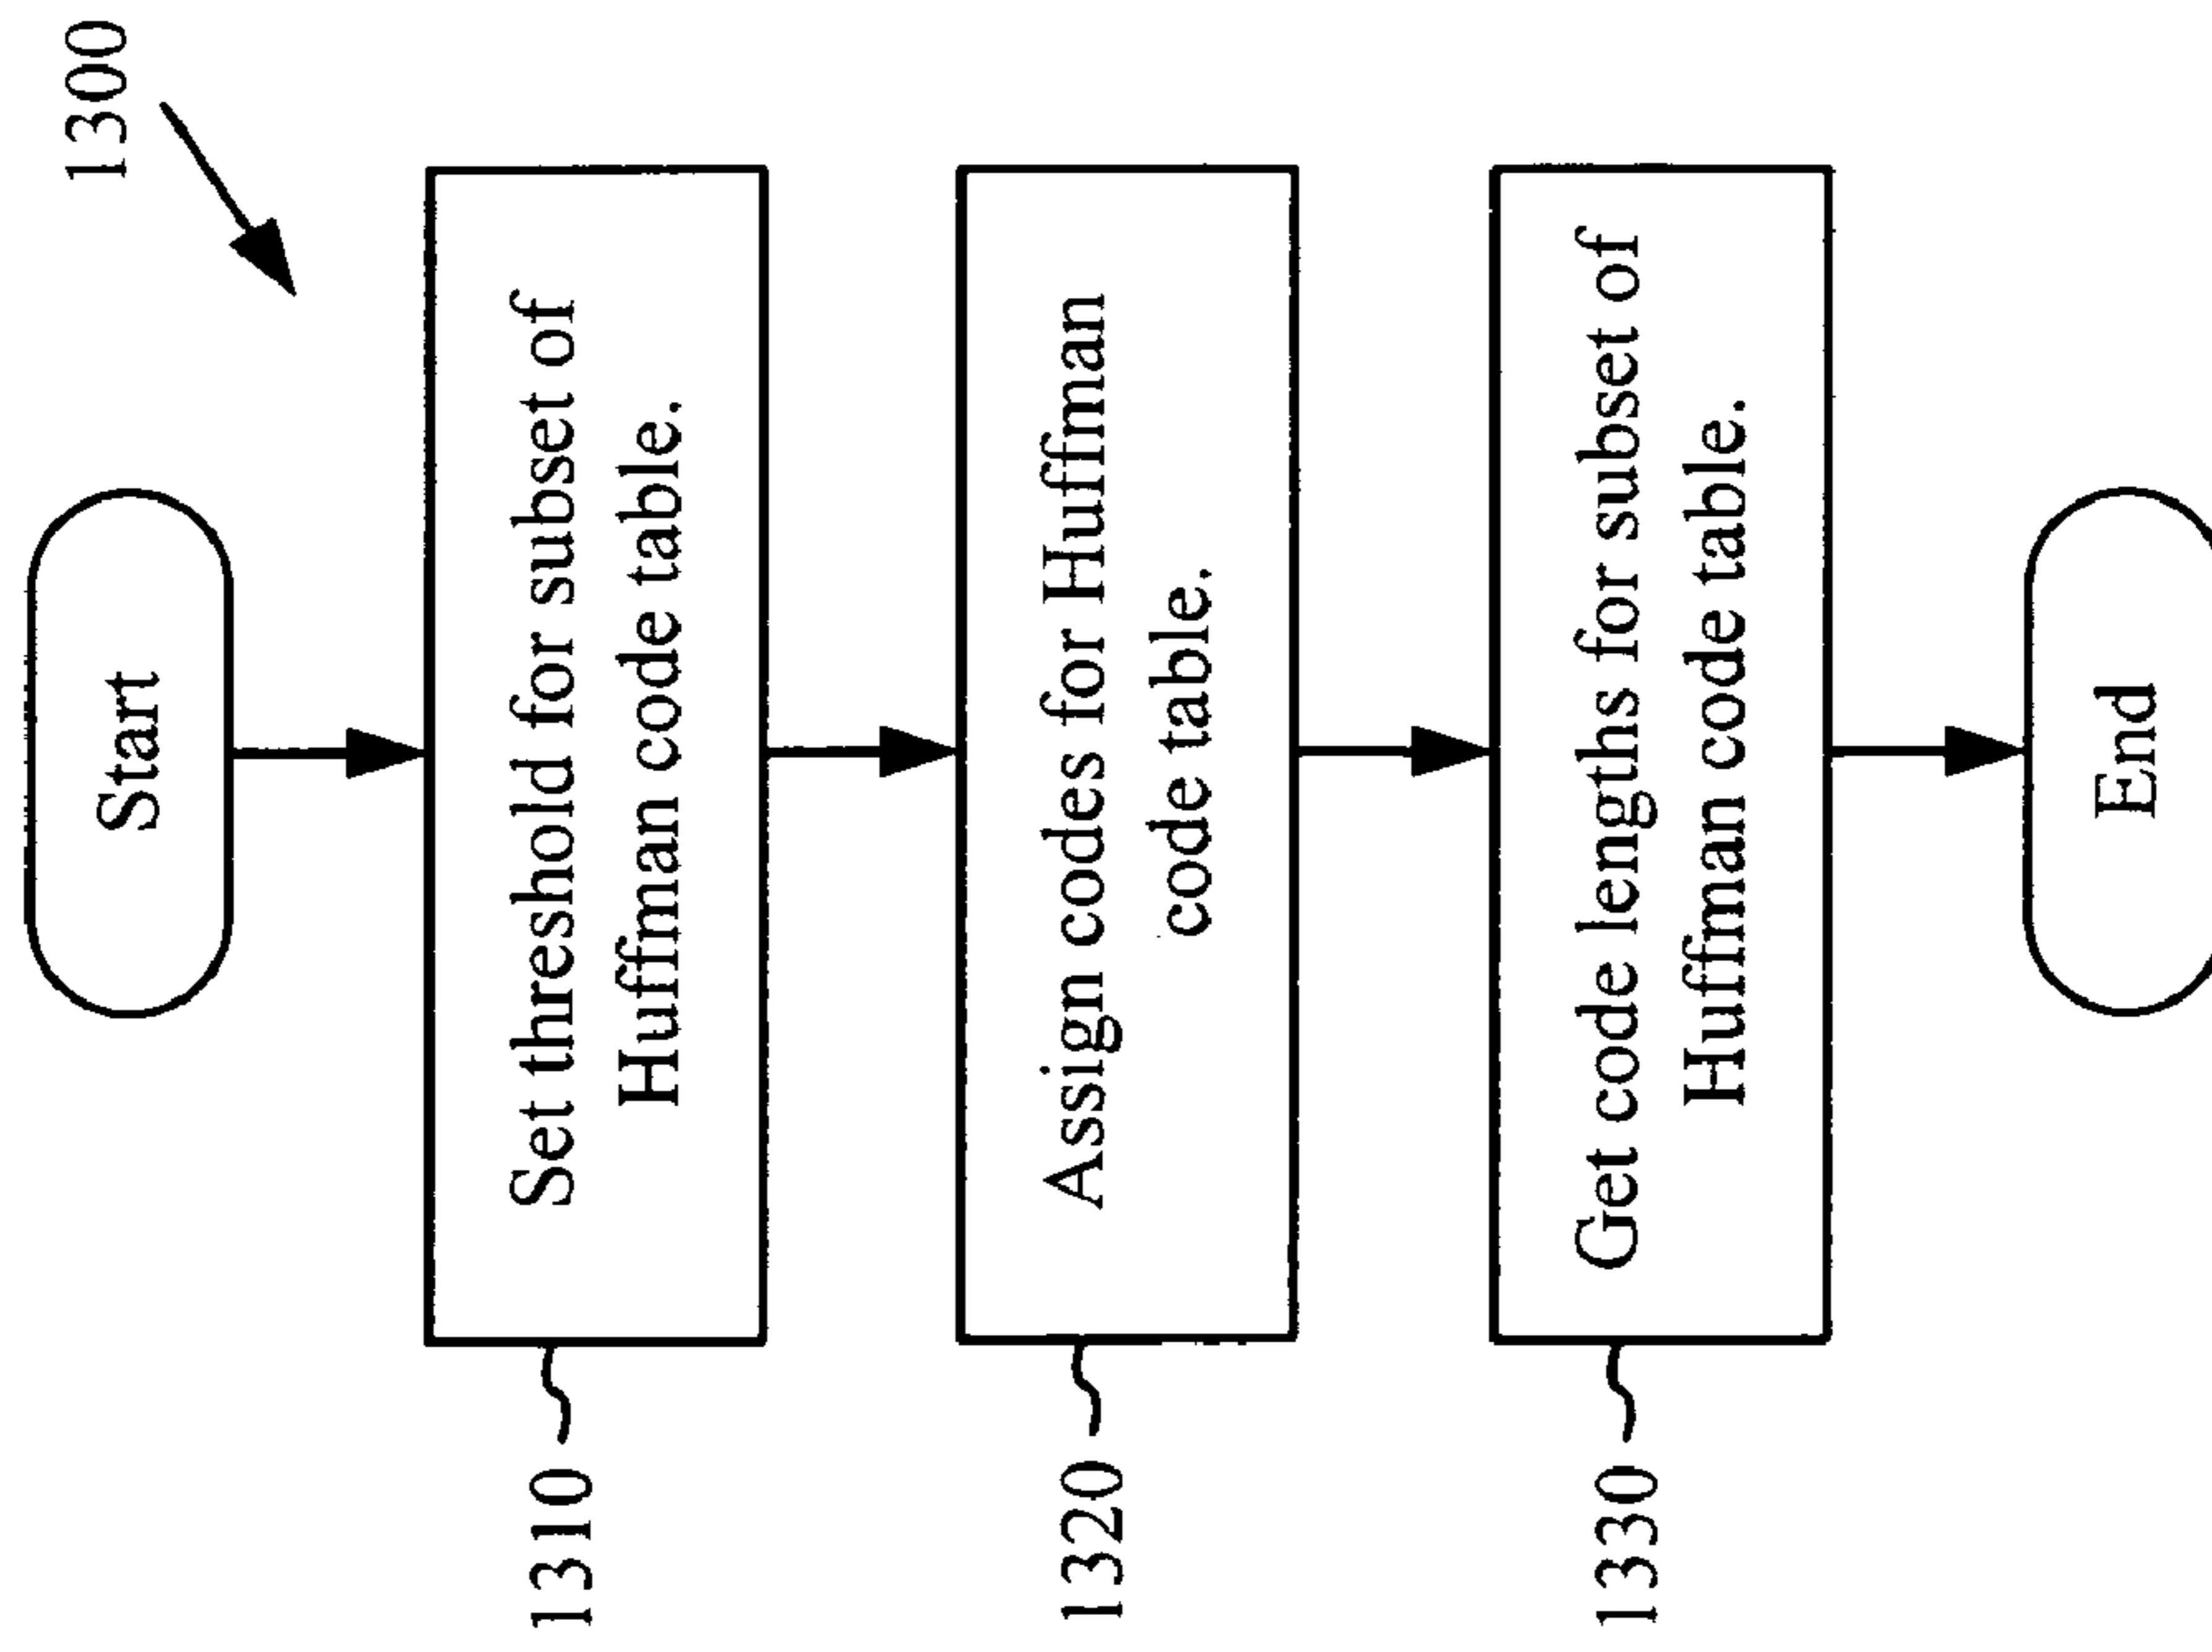 1300
Start
Set threshold for subset of
Huffman code table.
1310
Assign codes for Huffman
code table.
1320
Get code lengths for subset of
Huffman code table.
1330
End